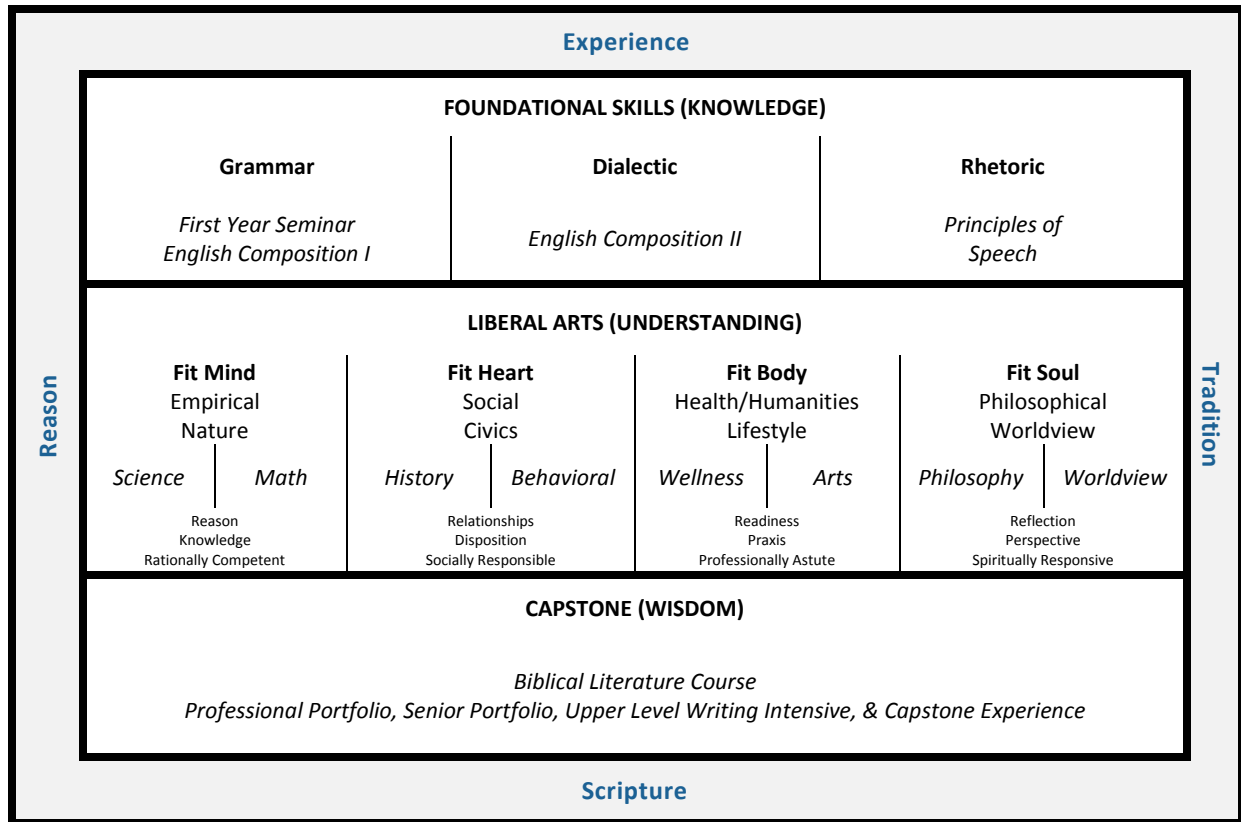 Experience
FOUNDATIONAL SKILLS (KNOWLEDGE)
Grammar
First Year Seminar
English Composition I
Dialectic
English Composition II
Rhetoric
Principles of
Speech
Reason
LIBERAL ARTS (UNDERSTANDING)
Fit Mind
Empirical
Nature
Science
Math
Reason
Knowledge
Rationally Competent
Fit Heart
Social
Civics
History
Behavioral
Relationships
Disposition
Socially Responsible
Fit Body
Health/Humanities
Lifestyle
Wellness
Arts
Readiness
Praxis
Professionally Astute
Fit Soul
Philosophical
Worldview
Philosophy
Worldview
Reflection
Perspective
Spiritually Responsive
Tradition
CAPSTONE (WISDOM)
Biblical Literature Course
Professional Portfolio, Senior Portfolio, Upper Level Writing Intensive, & Capstone Experience
Scripture